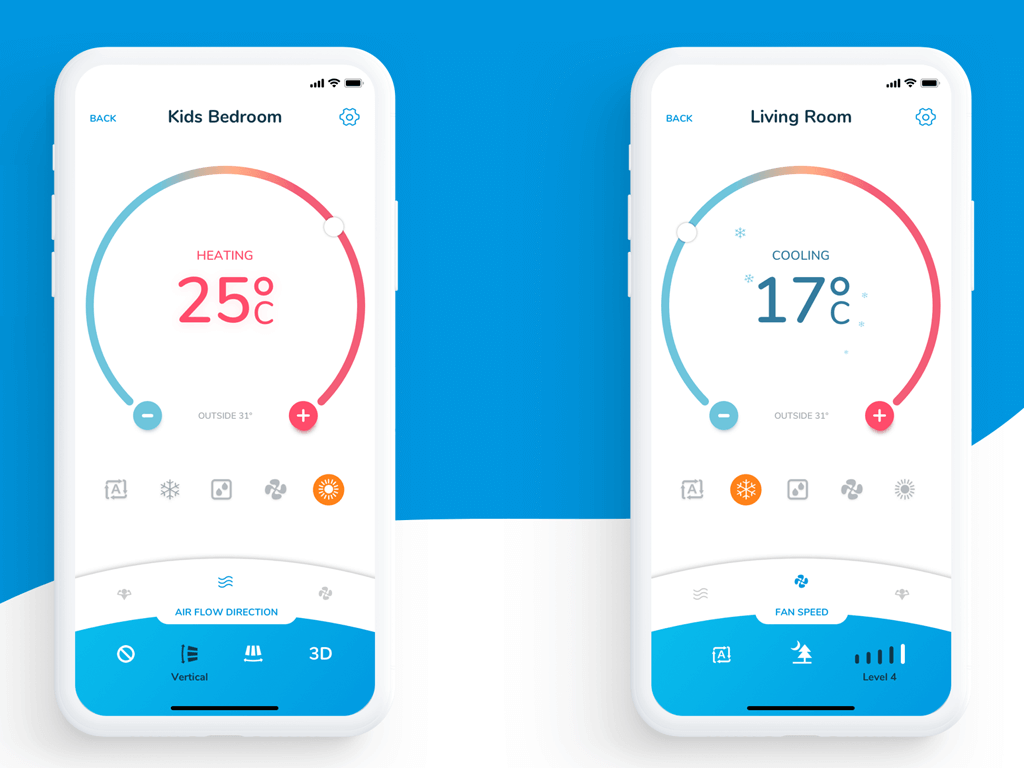 BACK
Kids Bedroom
HEATING
25°C
OUTSIDE 31°
A
AIR FLOW DIRECTION
3D
Vertical
BACK
Living Room
COOLING
17°C
OUTSIDE 31°
A
FAN SPEED
A
Level 4